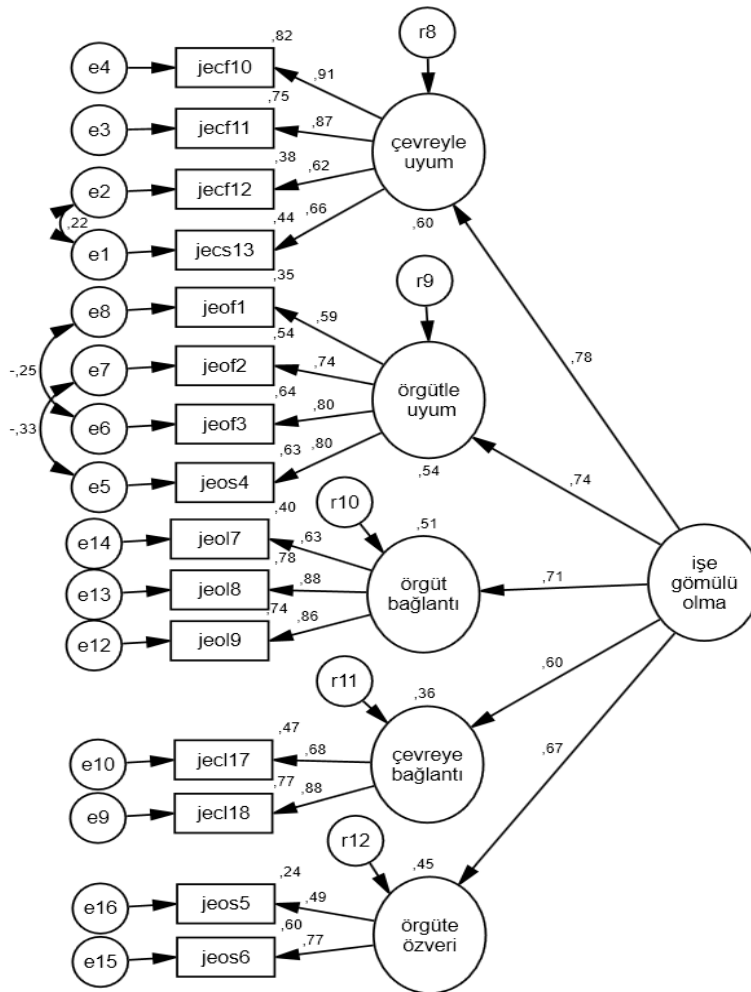 r8
,82
e4
jecf10
,91
,75
e3
jecf11
,87
çevreyle
uyum
,38
e2
jecf12
,62
,22
,44
,66
e1
jecs13
,60
,35
r9
e8
jeof1
,59
,78
,54
e7
jeof2
,74
-,25
,64
örgütle
uyum
e6
jeof3
,80
-,33
,63
,80
e5
jeos4
,54
,74
,40
r10
,51
e14
jeol7
,63
,78
e13
jeol8
,88
örgüt
bağlantı
,71
işe
gömülü
olma
,74
e12
jeol9
,86
,60
r11
,36
,47
e10
jecl17
,68
çevreye
bağlantı
,67
,77
e9
jecl18
,88
r12
,45
,24
e16
jeos5
,49
,60
örgüte
özveri
e15
jeos6
,77